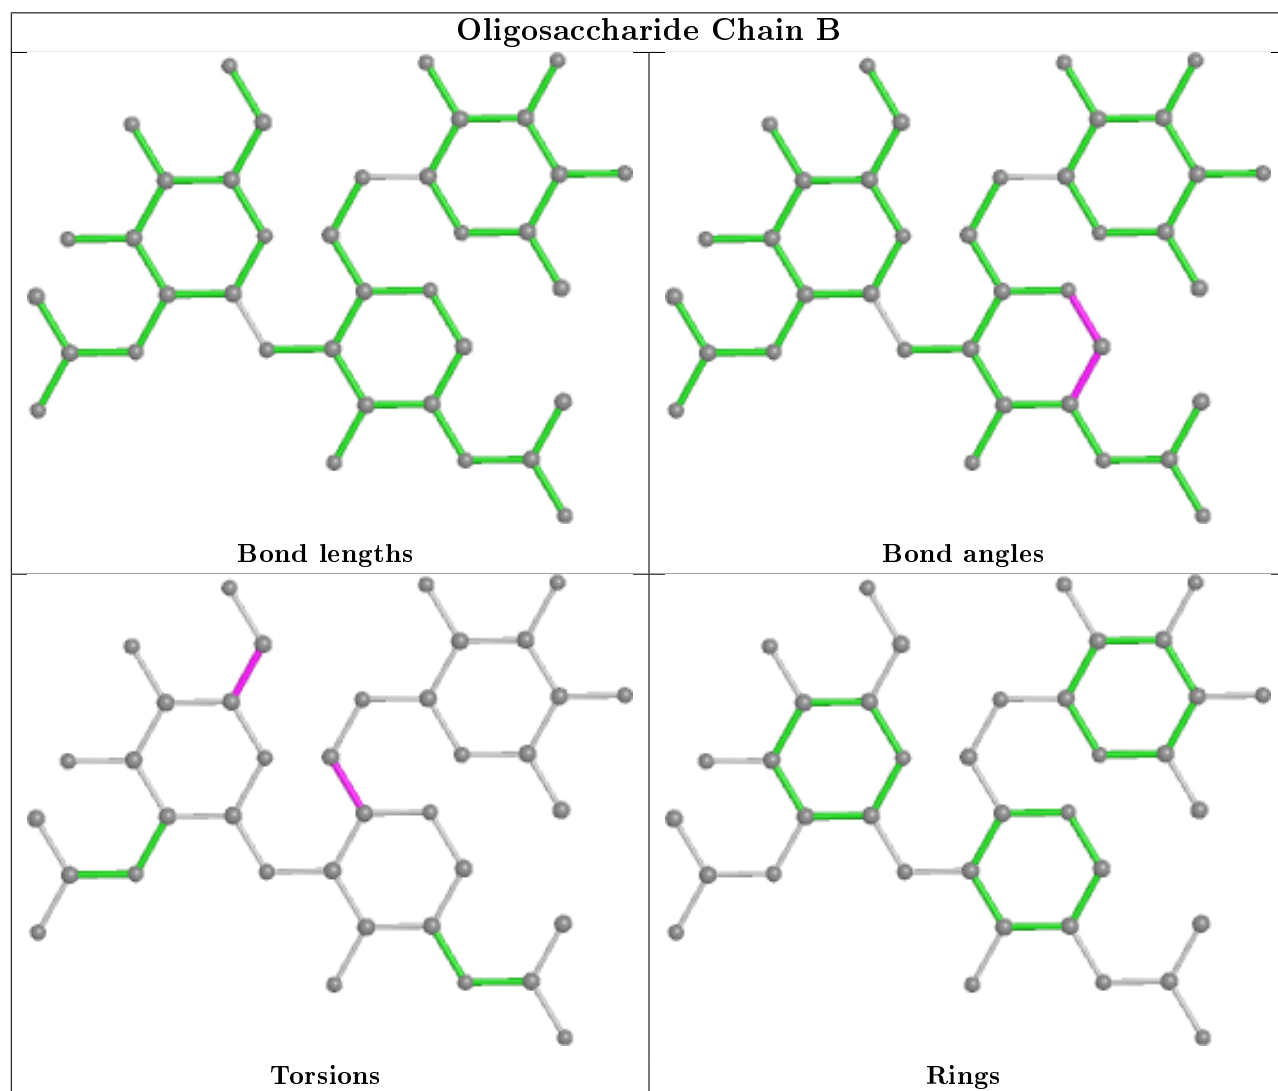 Oligosaccharide Chain B
Bond lengths
Bond angles
Torsions
Rings